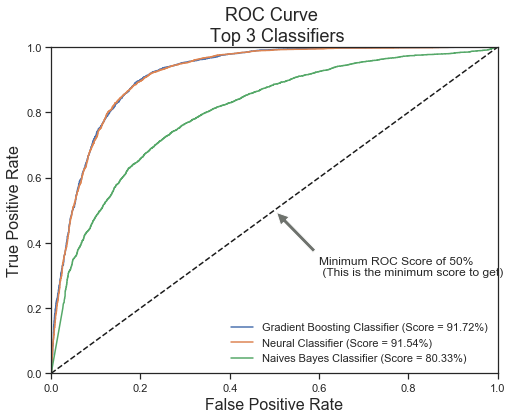 ROC Curve
Top 3 Classifiers
True Positive Rate
1.0
0.8
0.6
0.4
0.2
0.0
Minimum ROC Score of 50%
(This is the minimum score to get)
Gradient Boosting Classifier (Score = 91.72%)
Neural Classifier (Score = 91.54%)
Naives Bayes Classifier (Score = 80.33%)
0.0 0.2 0.4 0.6 0.8 1.0
False Positive Rate